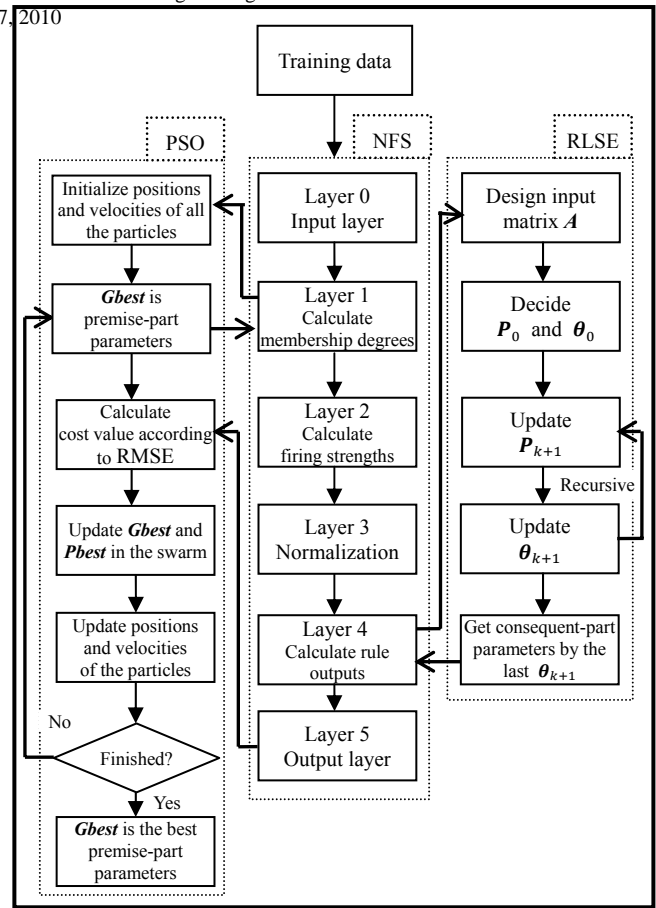 7, 2010
Training data
PSO
Initialize positions
and velocities of all
the particles
Gbest is
premise-part
parameters
Calculate
cost value according
to RMSE
Update Gbest and
Pbest in the swarm
Update positions
and velocities
of the particles
No
Finished?
Yes
Gbest is the best
premise-part
parameters
NFS
Layer 0
Input layer
Layer 1
Calculate
membership degrees
Layer 2
Calculate
firing strengths
Layer 3
Normalization
Layer 4
Calculate rule
outputs
Layer 5
Output layer
RLSE
Design input
matrix A
Decide
P₀ and θ₀
Update
Pₖ₊₁
Recursive
Update
θₖ₊₁
Get consequent-part
parameters by the
last θₖ₊₁